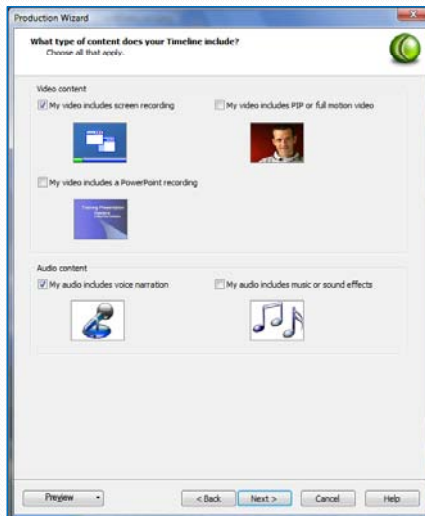 Production Wizard
What type of content does your Timeline include?
Choose all that apply.
Video content
My video includes screen recording
My video includes PIP or full motion video
My video includes a PowerPoint recording
Training Presentation
Audio content
My audio includes voice narration
My audio includes music or sound effects
Preview
< Back
Next >
Cancel
Help